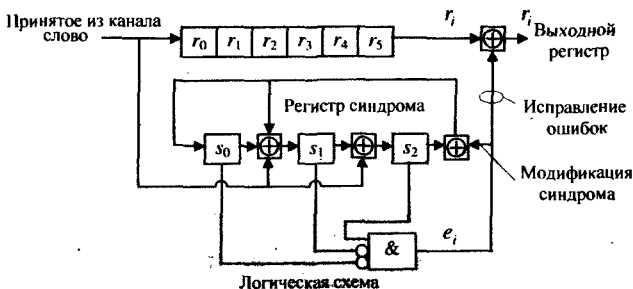 Принятое из канала
слово
r0 r1 r2 r3 r4 r5
ri
ri
Выходной
регистр
Регистр синдрома
Исправление
ошибок
s0
s1
s2
Модификация
синдрома
&
ei
Логическая схема